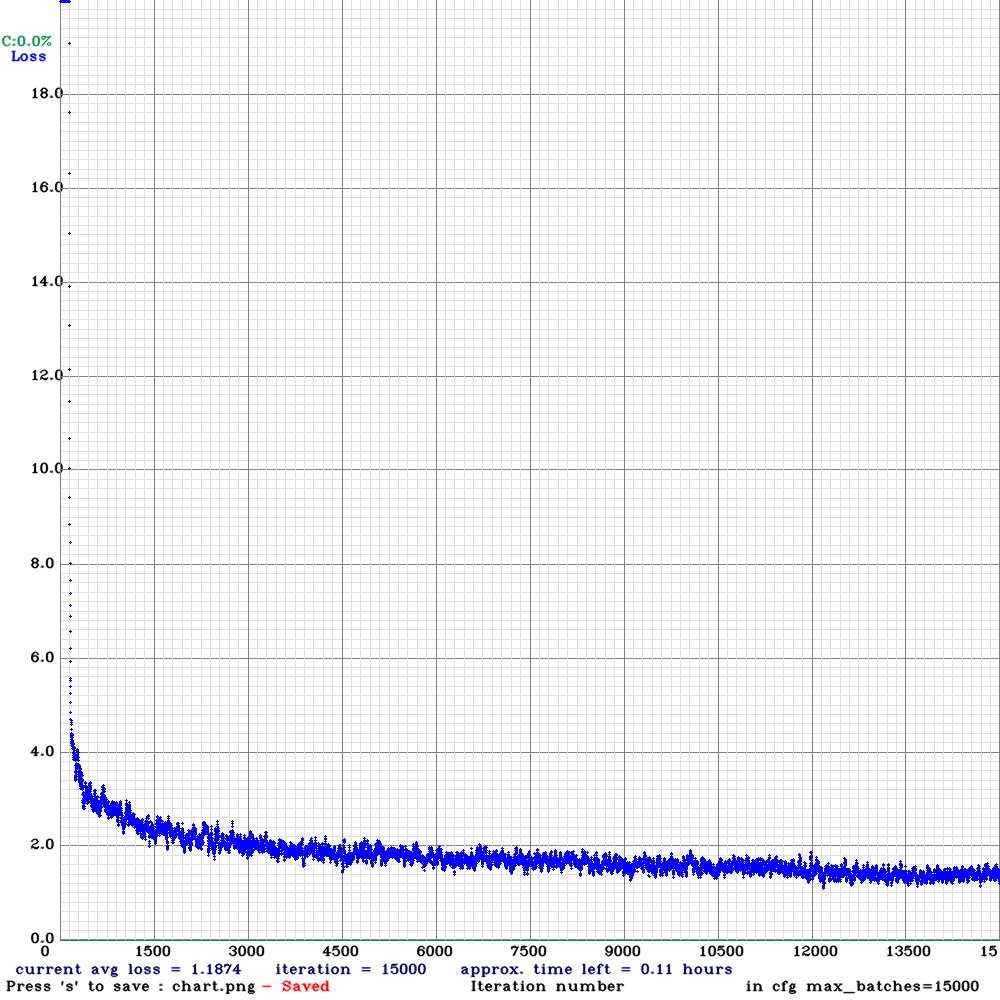 C:0.0%
Loss
18.0
16.0
14.0
12.0
10.0
8.0
6.0
4.0
2.0
0.0
0 1500 3000 4500 6000 7500 9000 10500 12000 13500 15
current avg loss = 1.1874 iteration = 15000 approx. time left = 0.11 hours
Press 's' to save : chart.png - Saved Iteration number in cfg max_batches=15000